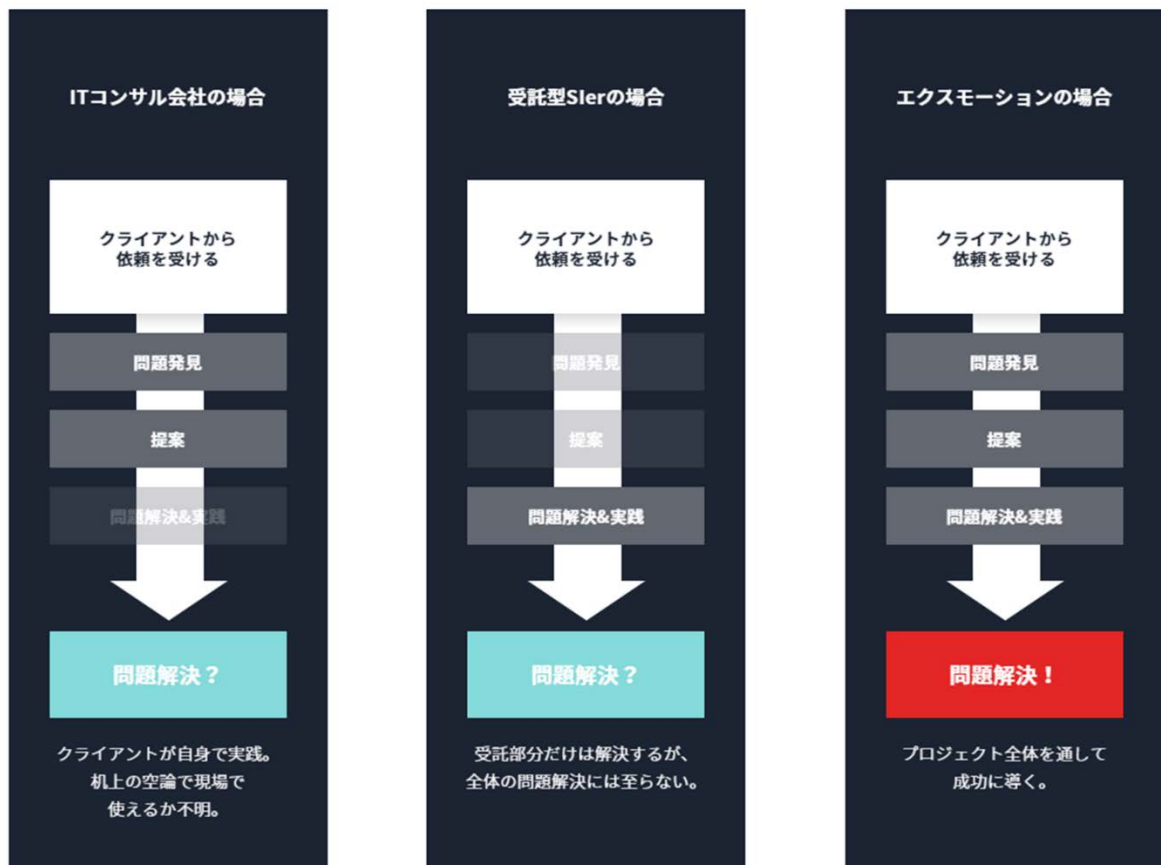 ITコンサル会社の場合
クライアントから
依頼を受ける
問題発見
提案
問題解決&実践
問題解決？
クライアントが自身で実践。
机上の空論で現場で
使えるか不明。
受託型SIerの場合
クライアントから
依頼を受ける
問題発見
提案
問題解決&実践
問題解決？
受託部分だけは解決するが、
全体の問題解決には至らない。
エクスモーションの場合
クライアントから
依頼を受ける
問題発見
提案
問題解決&実践
問題解決！
プロジェクト全体を通して
成功に導く。